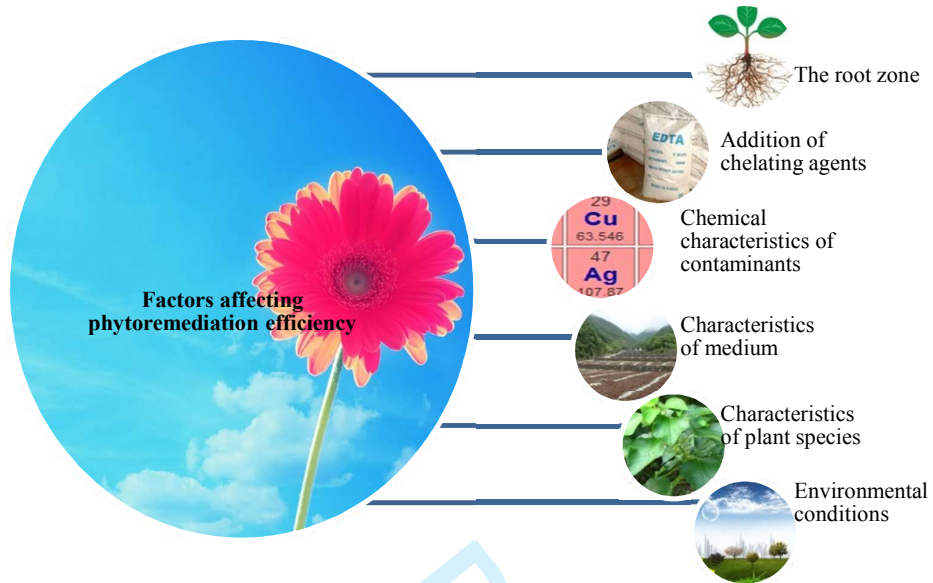 Factors affecting
phytoremediation efficiency
The root zone
EDTA
Addition of
chelating agents
29
Cu
63.546
47
Ag
107.87
Chemical
characteristics of
contaminants
Characteristics
of medium
Characteristics
of plant species
Environmental
conditions